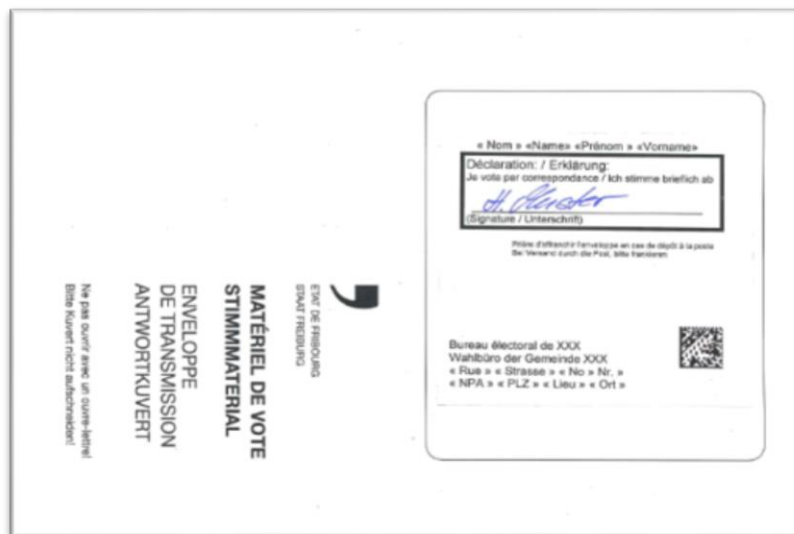 « Nom » «Name» «Prénom » «Vorname»
Déclaration: / Erklärung:
Je vote par correspondance / Ich stimme brieflich ab
H. Muster
(Signature / Unterschrift)
Prière d'affranchir l'enveloppe en cas de dépôt à la poste
Bei Versand durch die Post, bitte frankieren
Bureau électoral de XXX
Wahlbüro der Gemeinde XXX
« Rue » « Strasse » « No » Nr. »
« NPA » « PLZ » « Lieu » « Ort »
ETAT DE FRIBOURG
STAAT FREIBURG
MATÉRIEL DE VOTE
STIMMMATERIAL
ENVELOPPE
DE TRANSMISSION
ANTWORTKUVERT
Ne pas ouvrir avec un ouvre-lettre!
Bitte Kuvert nicht aufschneiden!